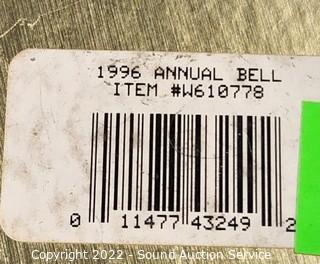 1996 ANNUAL BELL
ITEM #W610778
0 11477 43249 2
Copyright 2022 - Sound Auction Service